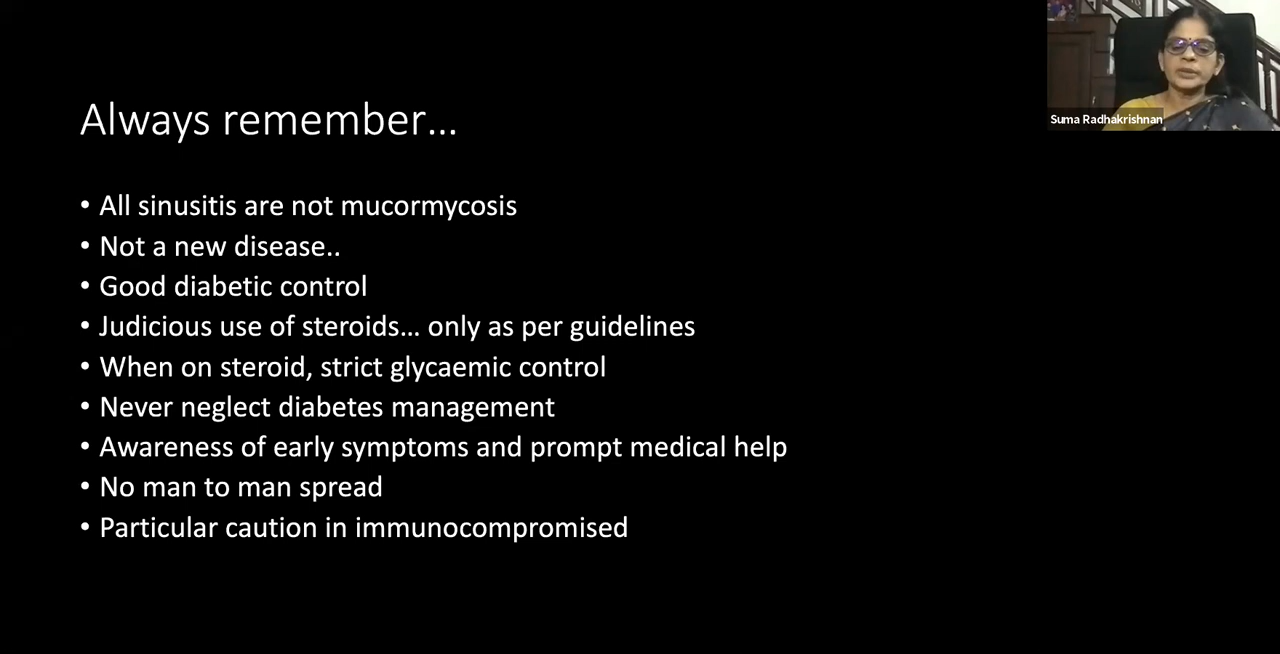 Always remember...
• All sinusitis are not mucormycosis
• Not a new disease..
• Good diabetic control
• Judicious use of steroids... only as per guidelines
• When on steroid, strict glycaemic control
• Never neglect diabetes management
• Awareness of early symptoms and prompt medical help
• No man to man spread
• Particular caution in immunocompromised
Suma Radhakrishnan